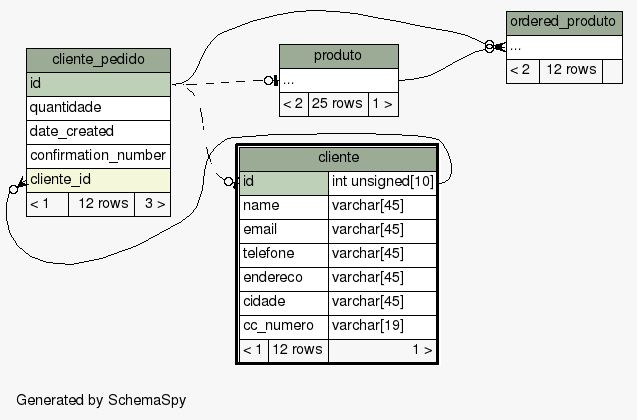 cliente_pedido
id
quantidade
date_created
confirmation_number
cliente_id
< 1 12 rows 3 >
produto
...
< 2 25 rows 1 >
ordered_produto
...
< 2 12 rows
cliente
id int unsigned[10]
name varchar[45]
email varchar[45]
telefone varchar[45]
endereco varchar[45]
cidade varchar[45]
cc_numero varchar[19]
< 1 12 rows 1 >
Generated by SchemaSpy